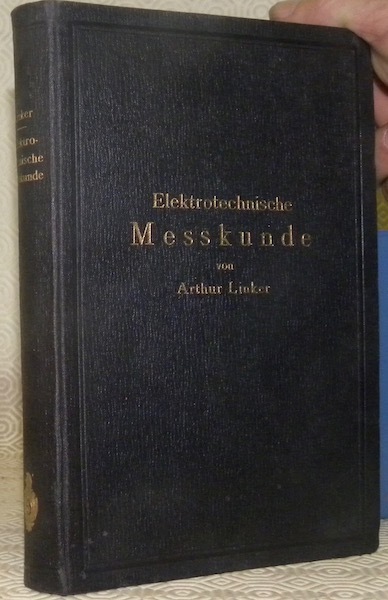 Elektrotechnische
Messkunde
von
Arthur Linker